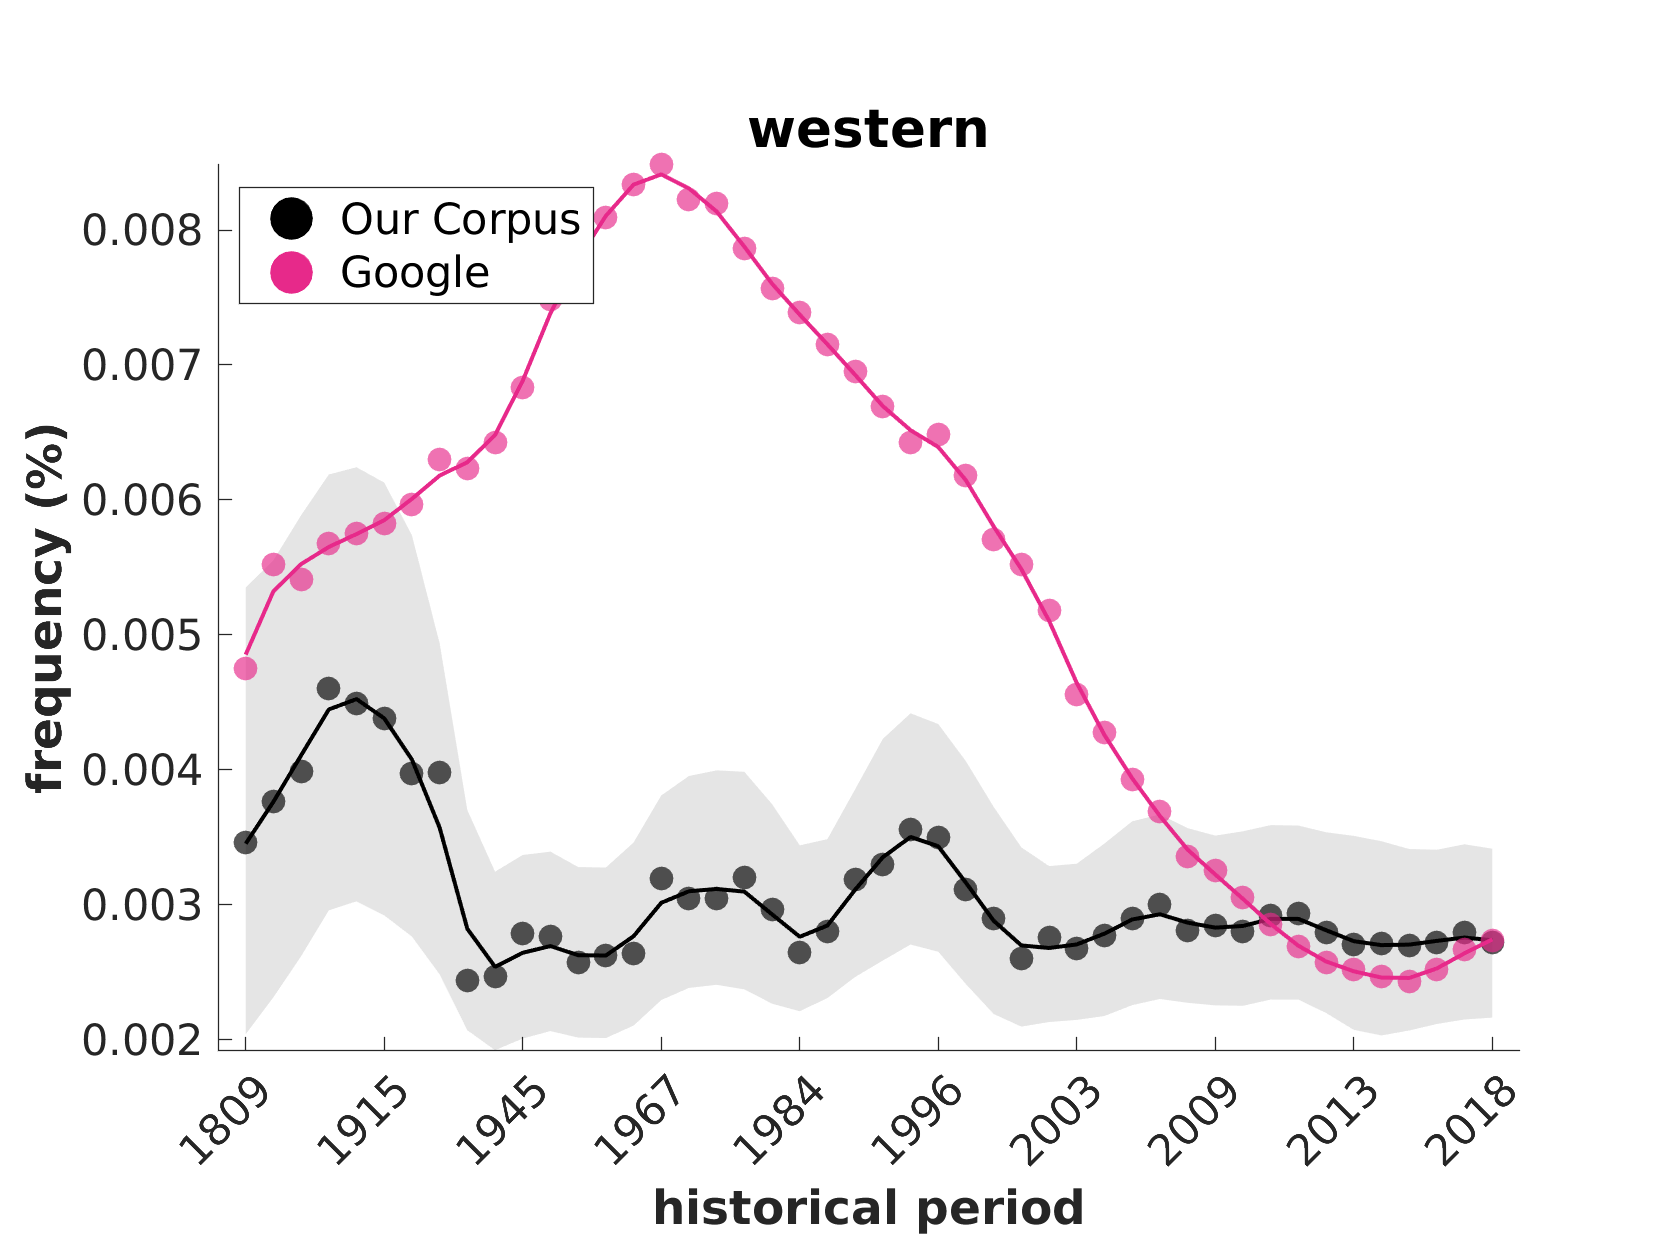 western
Our Corpus
Google
frequency (%)
0.008
0.007
0.006
0.005
0.004
0.003
0.002
1809 1915 1945 1967 1984 1996 2003 2009 2013 2018
historical period